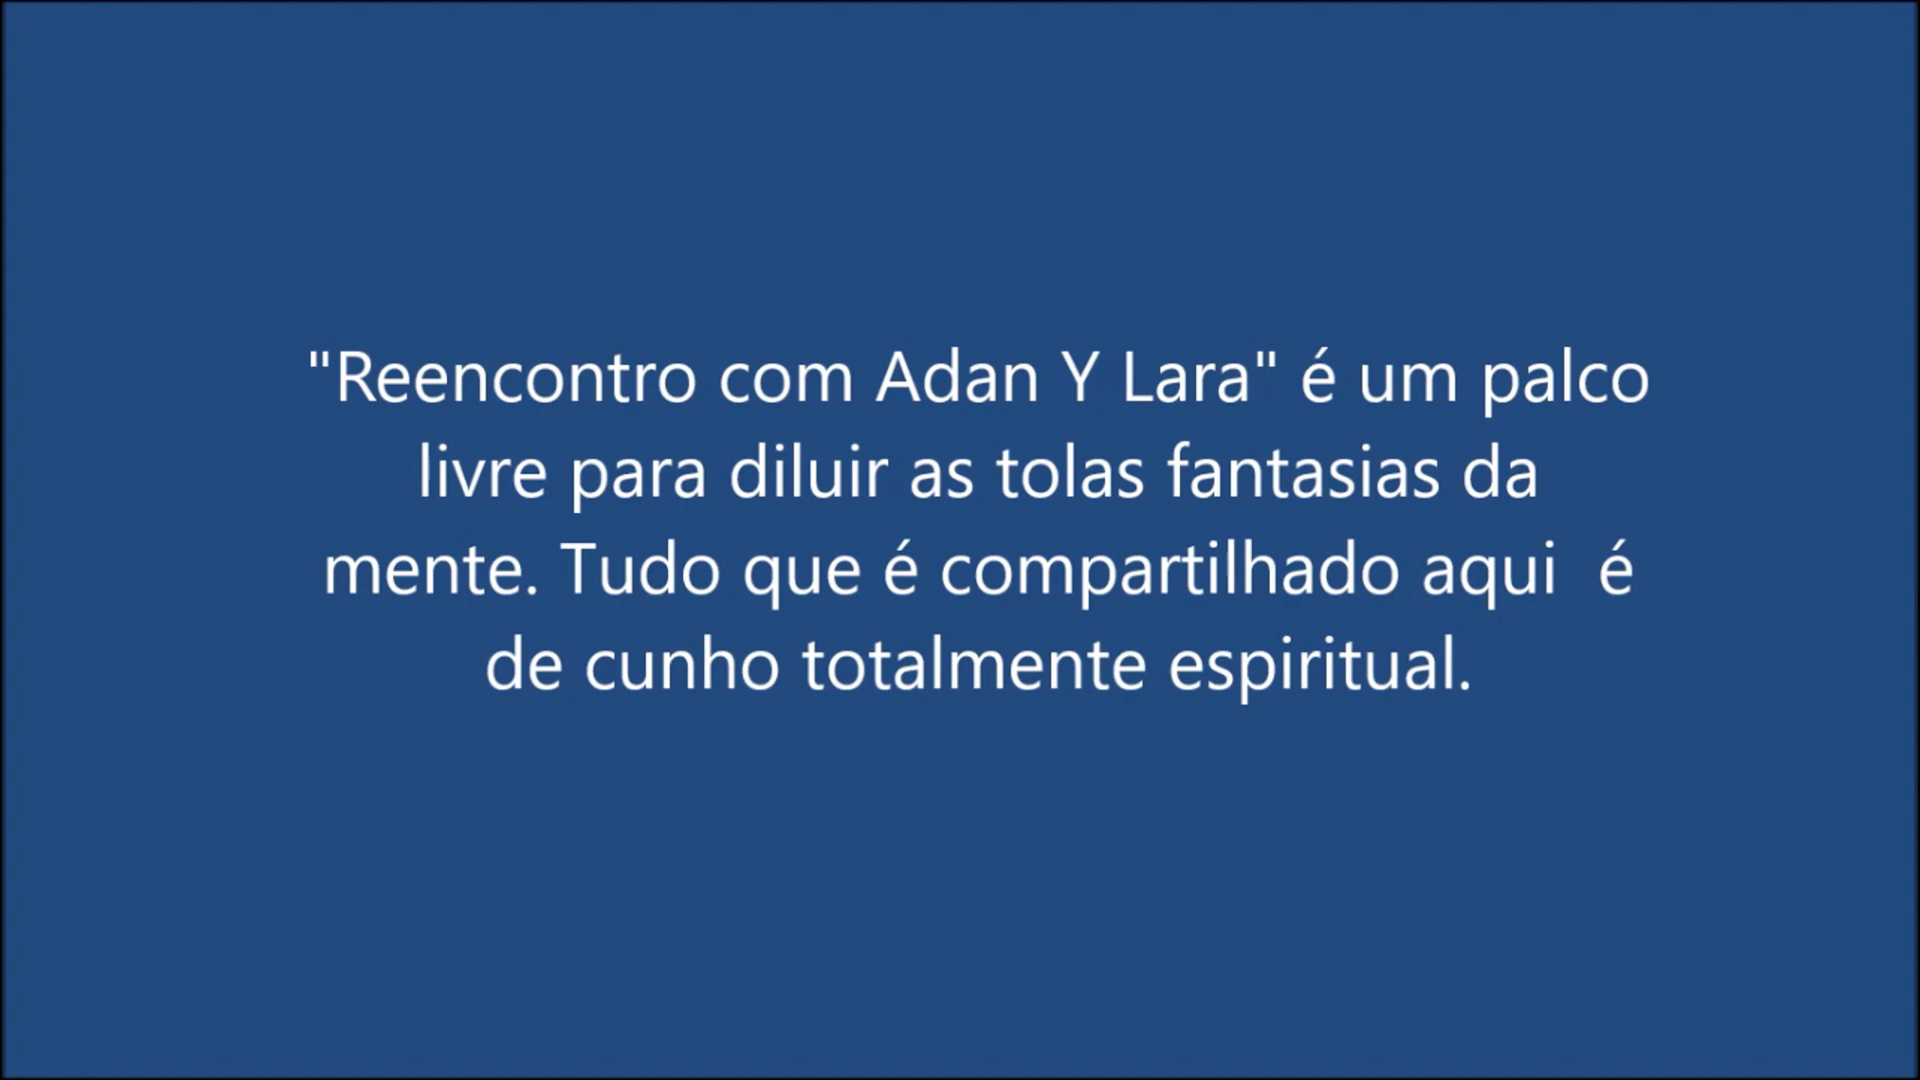 "Reencontro com Adan Y Lara" é um palco
livre para diluir as tolas fantasias da
mente. Tudo que é compartilhado aqui  é
de cunho totalmente espiritual.